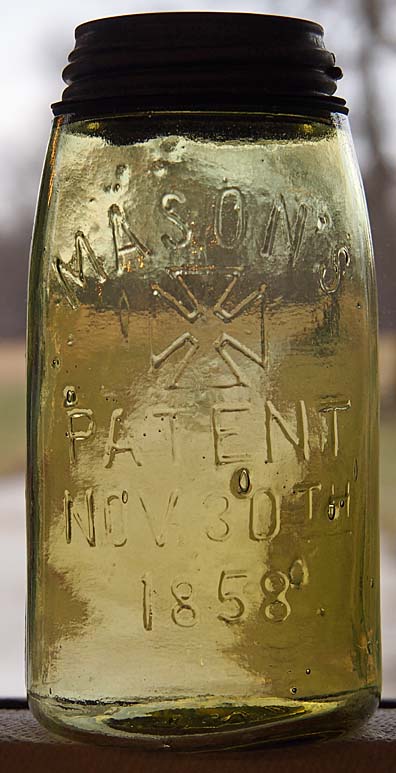 MASON'S
PATENT
NOV. 30TH
1858